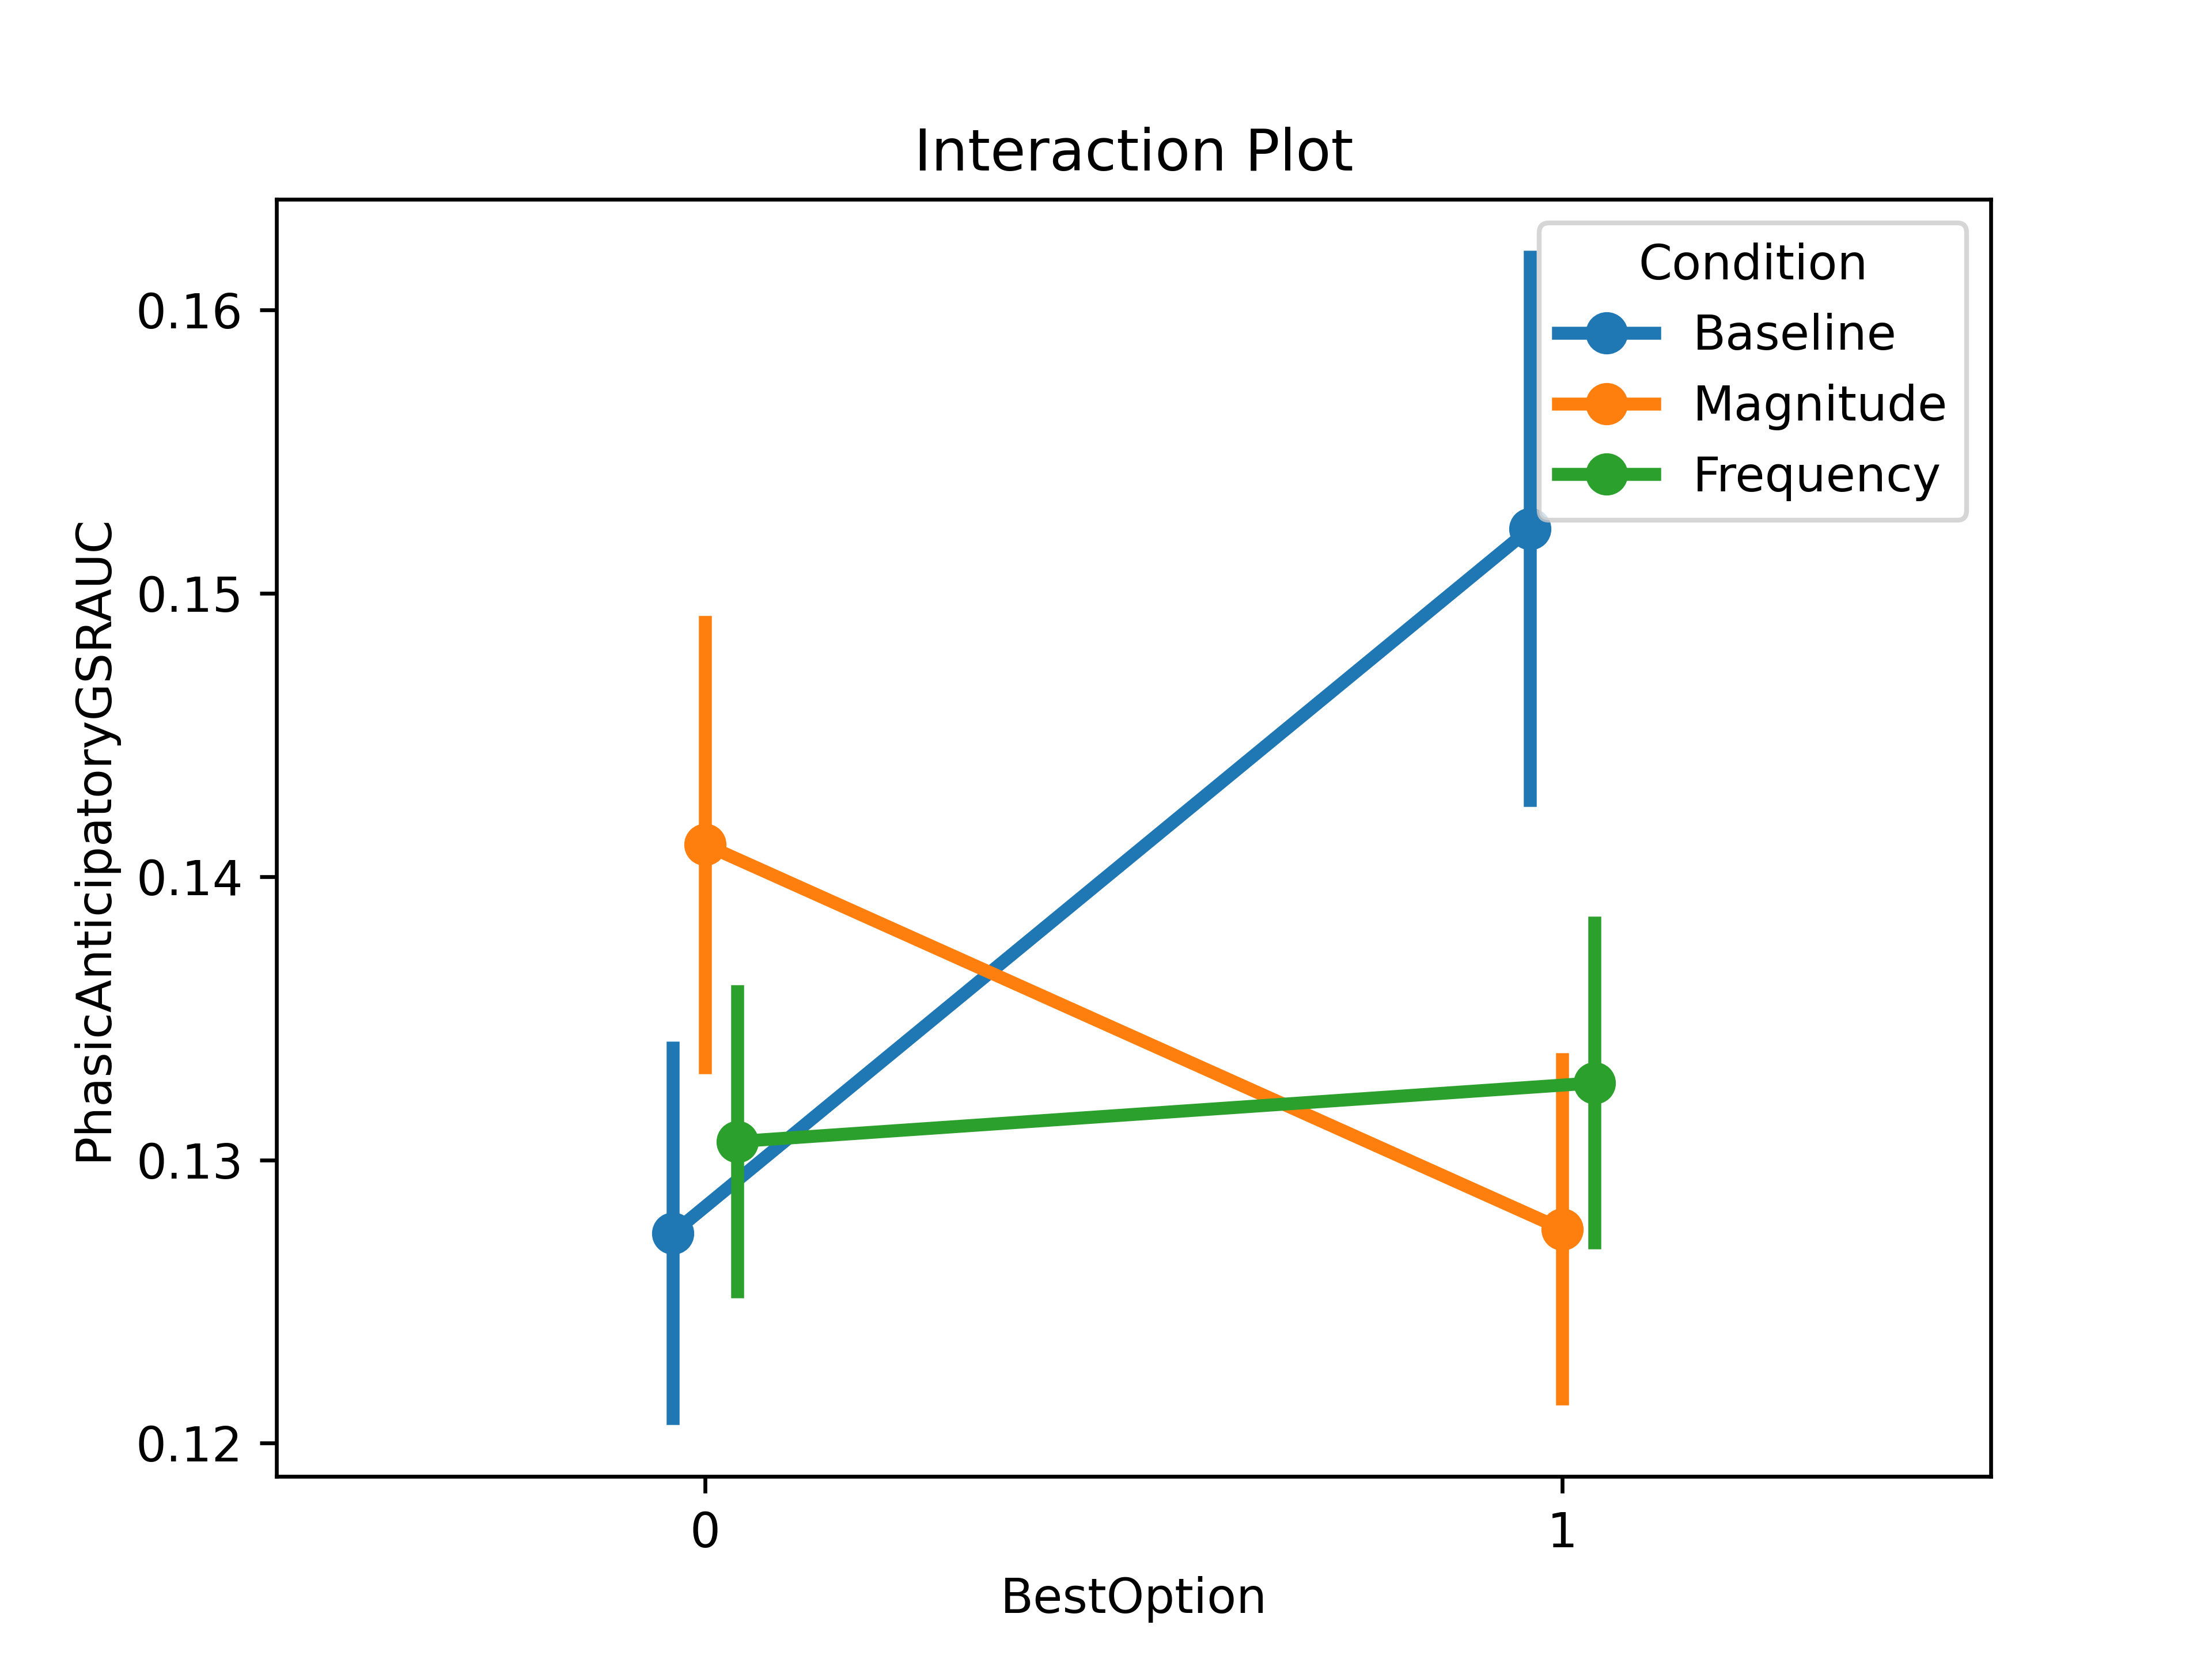 Interaction Plot
Condition
Baseline
Magnitude
Frequency
PhasicAnticipatoryGSRAUC
0.16
0.15
0.14
0.13
0.12
0
1
BestOption